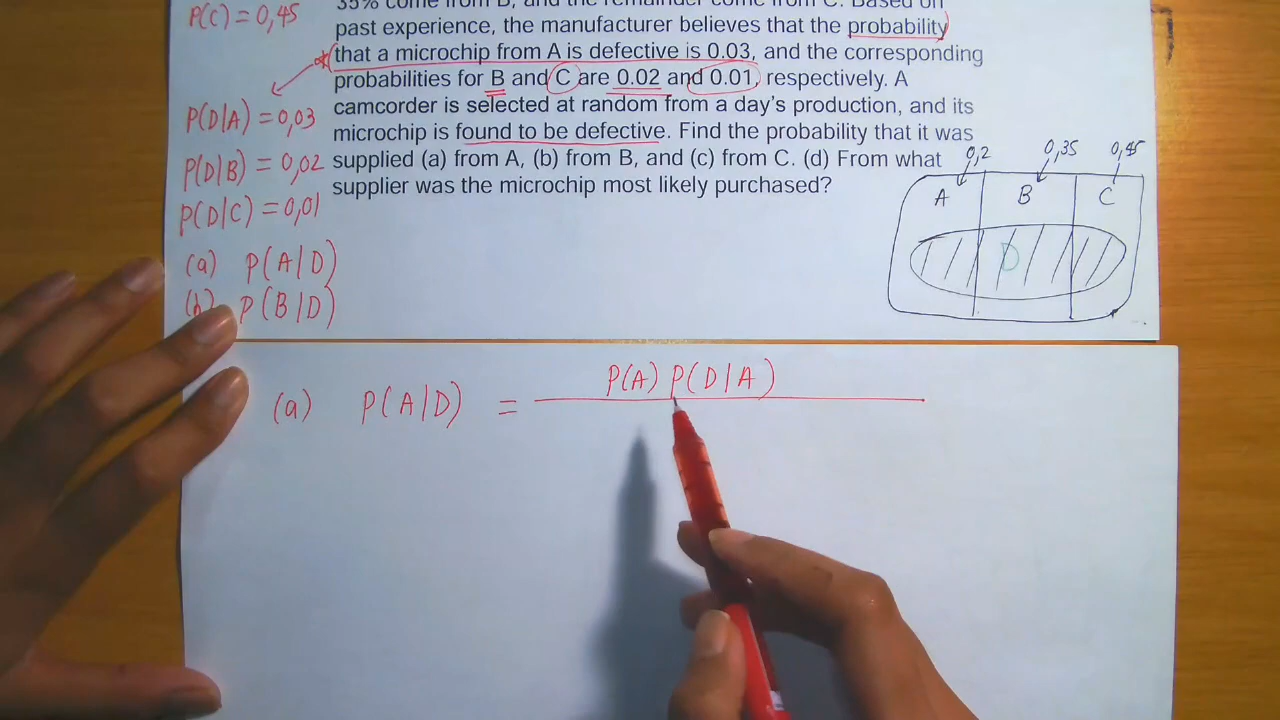 P(C) = 0,45
35% come from B, and the remainder come from C. Based on
past experience, the manufacturer believes that the probability
that a microchip from A is defective is 0.03, and the corresponding
probabilities for B and C are 0.02 and 0.01, respectively. A
camcorder is selected at random from a day's production, and its
microchip is found to be defective. Find the probability that it was
supplied (a) from A, (b) from B, and (c) from C. (d) From what
supplier was the microchip most likely purchased?
P(D|A) = 0,03
P(D|B) = 0,02
P(D|C) = 0,01
(a) P(A|D)
(b) P(B|D)
0,2 0,35 0,45
A B C
D
(a) P(A|D) = P(A) P(D|A)